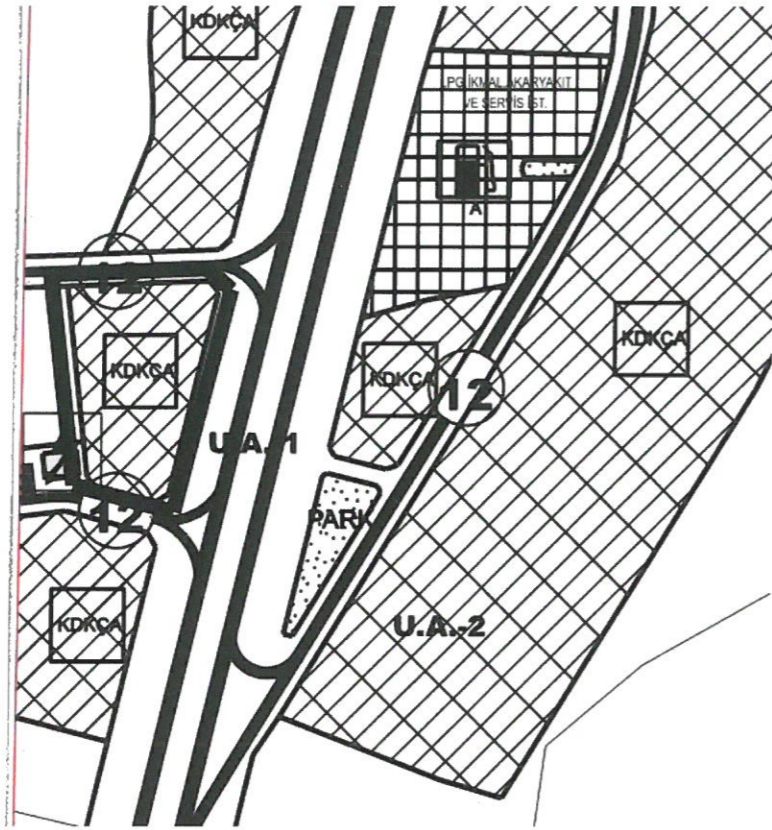 KDKÇA
LPG İKMAL AKARYAKIT
VE SERVİS İST.
A
12
KDKÇA
KDKÇA
KDKÇA
12
U.A.-1
12
PARK
KDKÇA
U.A.-2